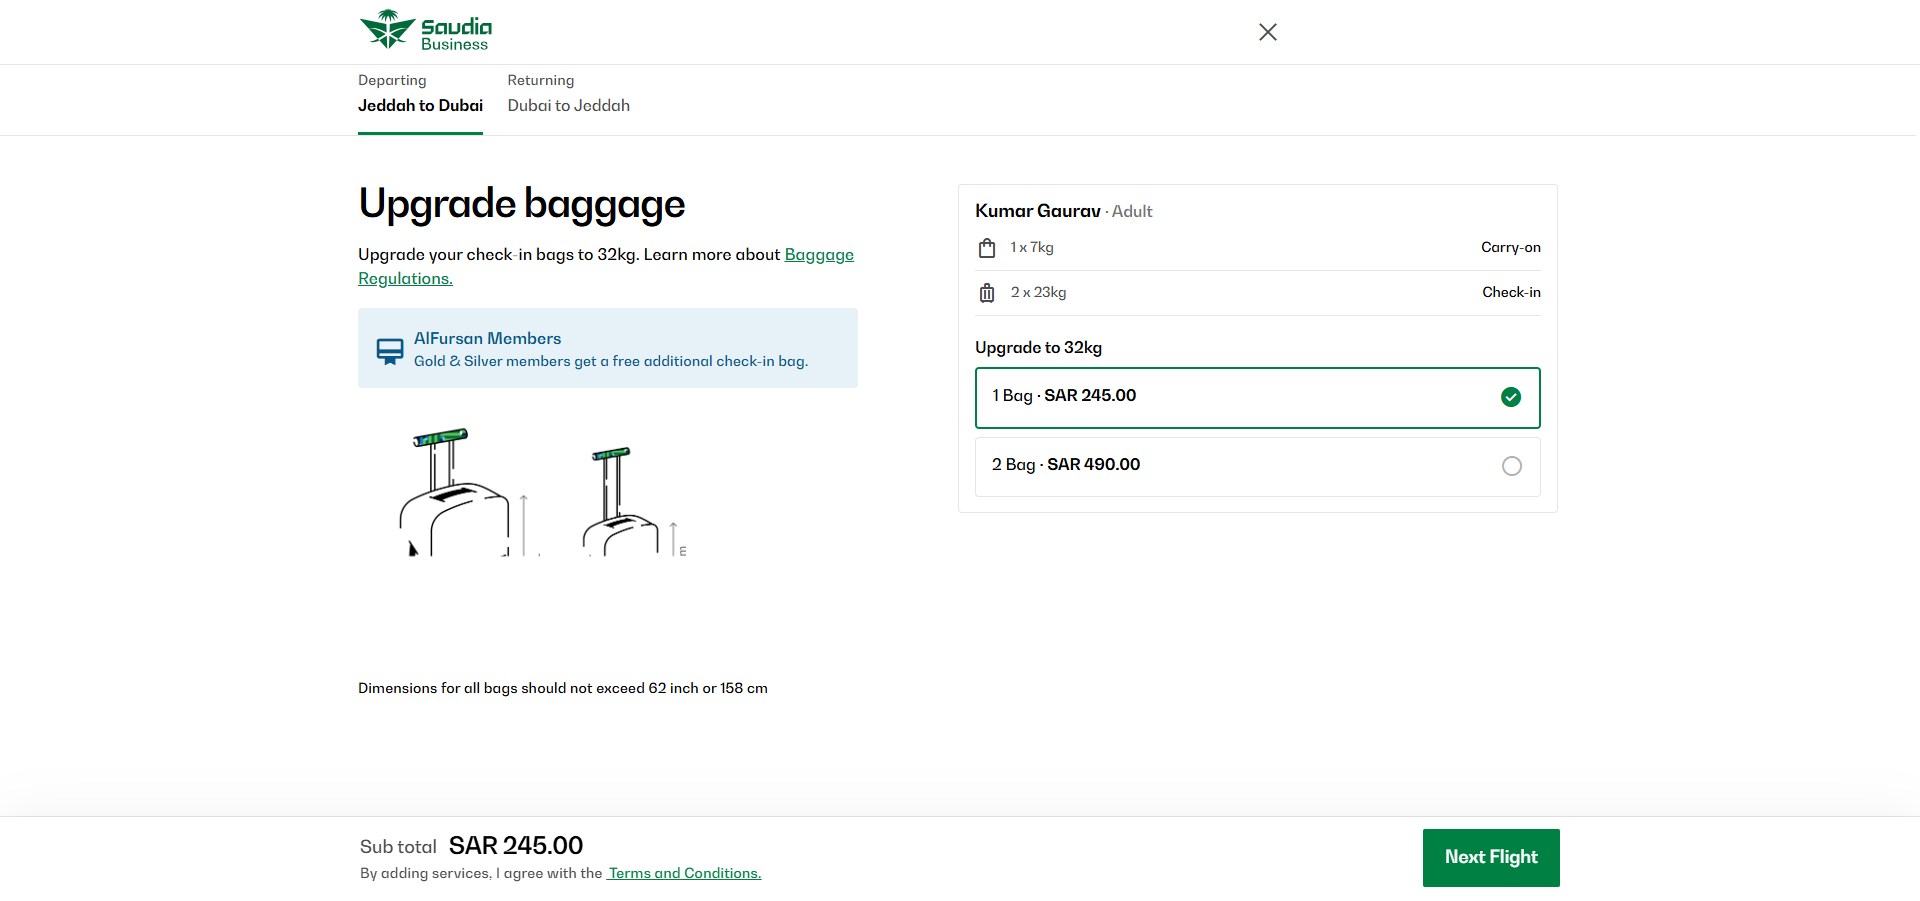 Saudia
Business
Departing
Jeddah to Dubai
Returning
Dubai to Jeddah
Upgrade baggage
Upgrade your check-in bags to 32kg. Learn more about Baggage
Regulations.
AlFursan Members
Gold & Silver members get a free additional check-in bag.
Dimensions for all bags should not exceed 62 inch or 158 cm
Kumar Gaurav · Adult
1 x 7kg
Carry-on
2 x 23kg
Check-in
Upgrade to 32kg
1 Bag · SAR 245.00
2 Bag · SAR 490.00
Sub total SAR 245.00
By adding services, I agree with the Terms and Conditions.
Next Flight